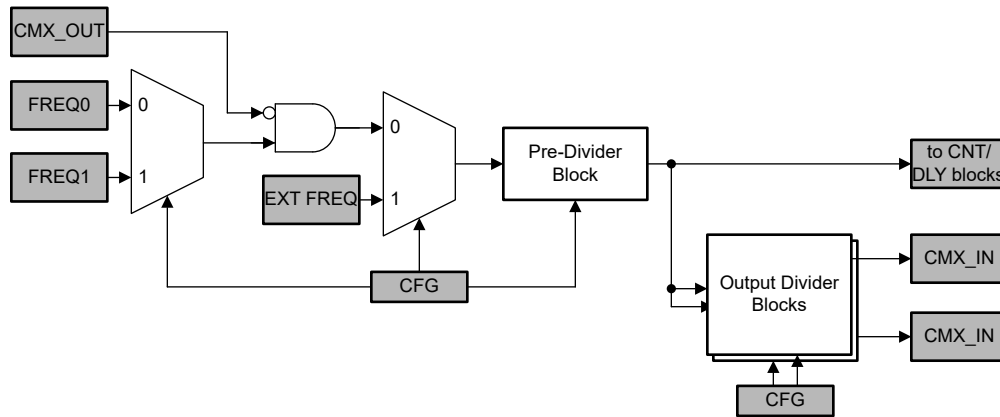 CMX_OUT
FREQ0
0
FREQ1
1
0
EXT FREQ
1
Pre-Divider
Block
to CNT/
DLY blocks
CFG
Output Divider
Blocks
CMX_IN
CMX_IN
CFG